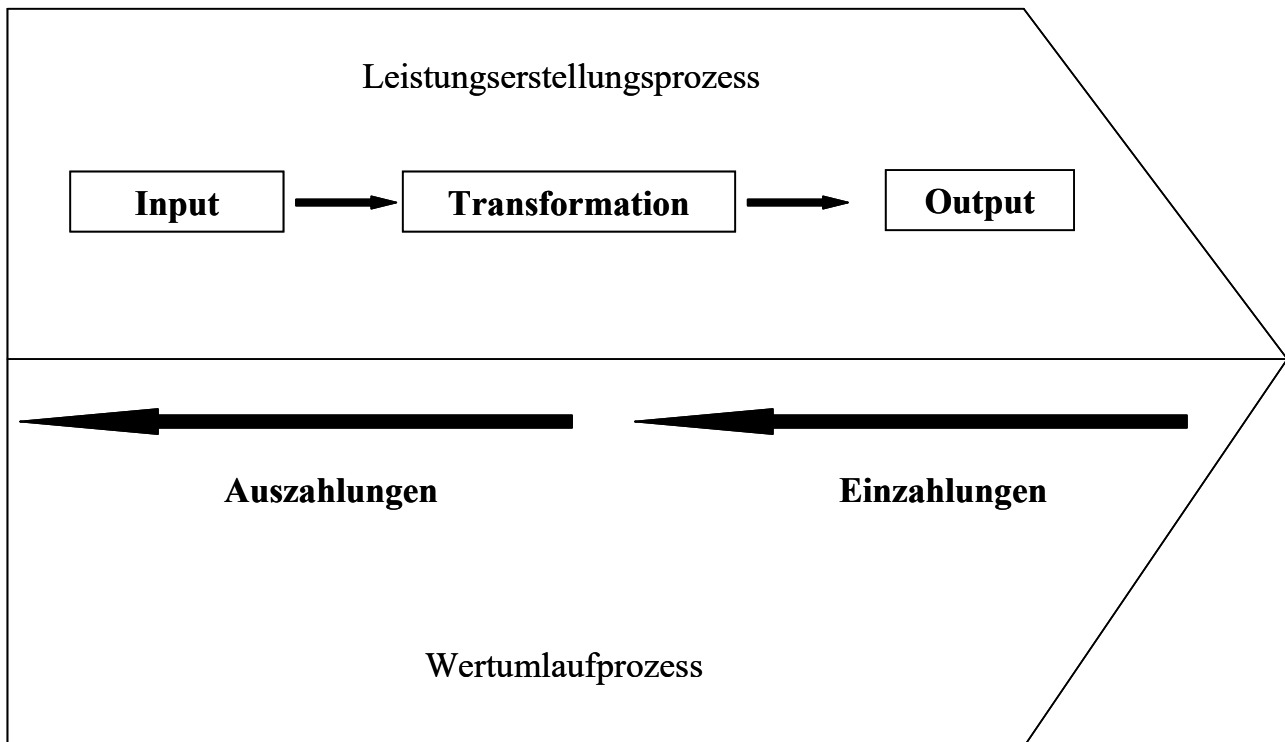 Leistungserstellungsprozess
Input
Transformation
Output
Auszahlungen
Einzahlungen
Wertumlaufprozess